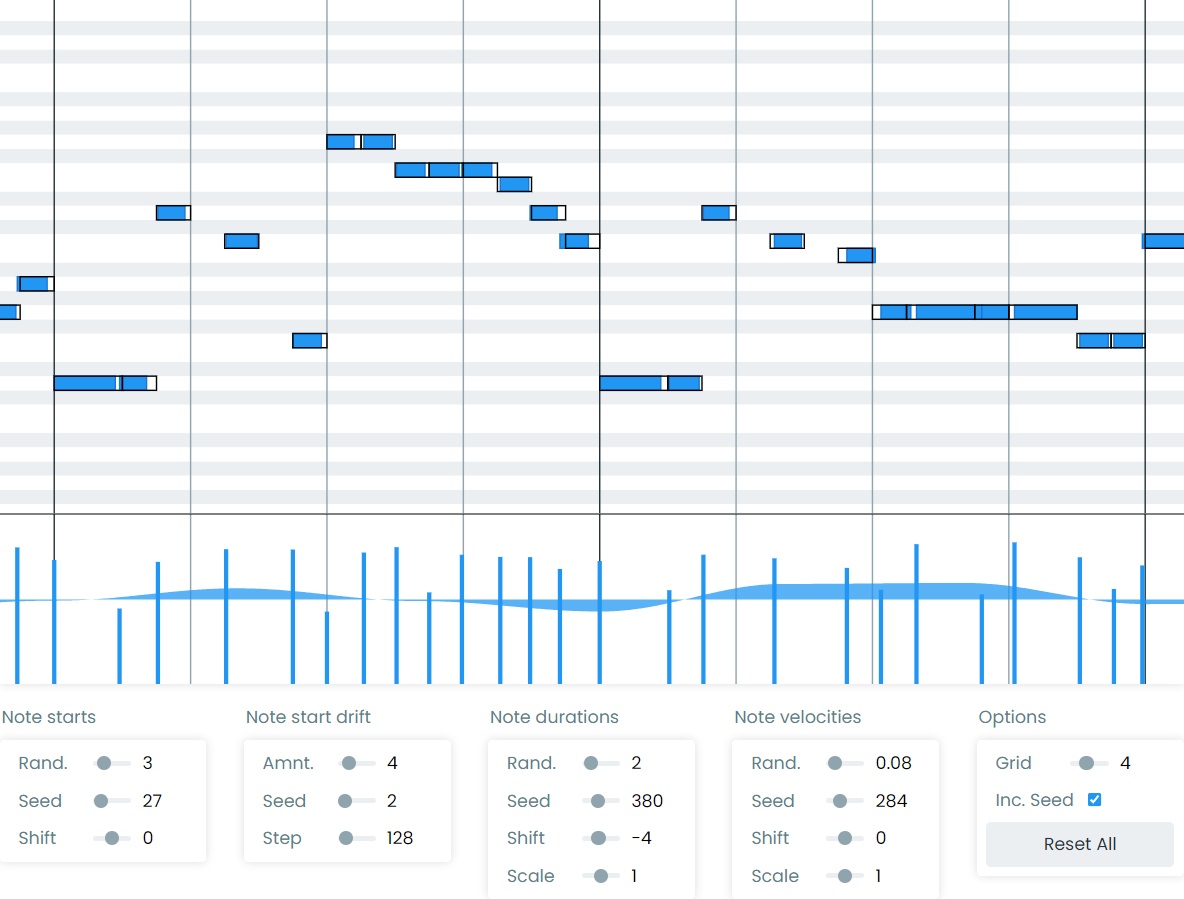 Note starts
Rand. 3
Seed 27
Shift 0
Note start drift
Amnt. 4
Seed 2
Step 128
Note durations
Rand. 2
Seed 380
Shift −4
Scale 1
Note velocities
Rand. 0.08
Seed 284
Shift 0
Scale 1
Options
Grid 4
Inc. Seed
Reset All